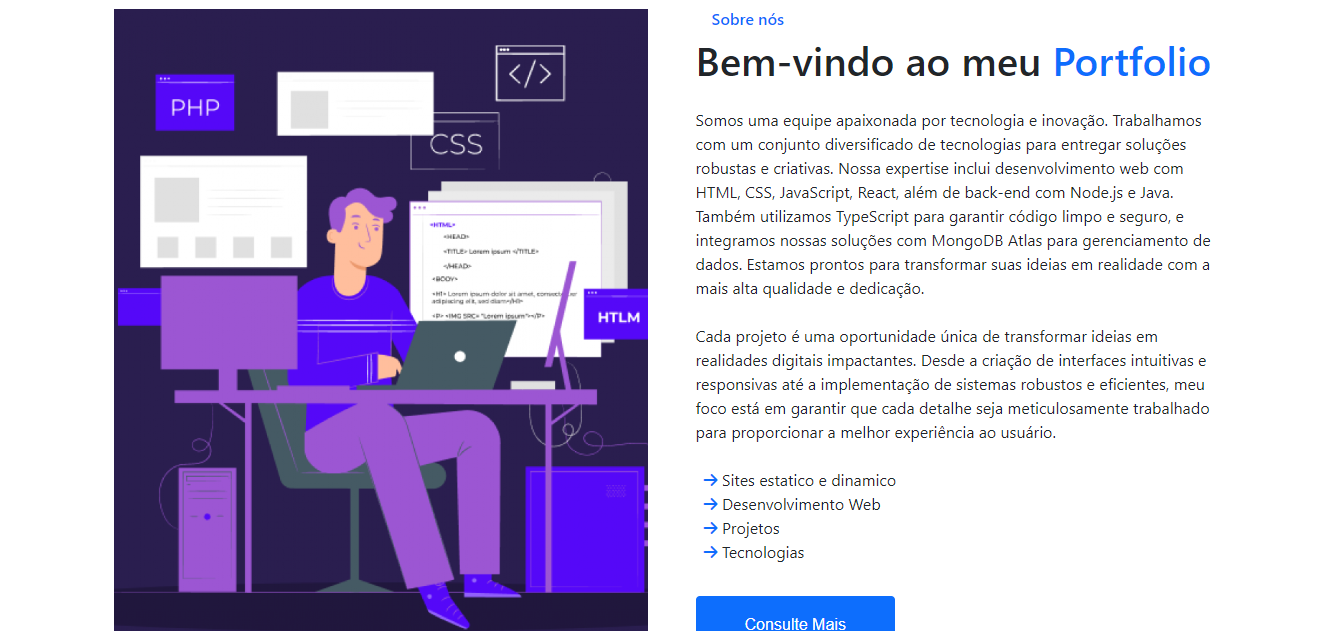 Sobre nós
Bem-vindo ao meu Portfolio
Somos uma equipe apaixonada por tecnologia e inovação. Trabalhamos
com um conjunto diversificado de tecnologias para entregar soluções
robustas e criativas. Nossa expertise inclui desenvolvimento web com
HTML, CSS, JavaScript, React, além de back-end com Node.js e Java.
Também utilizamos TypeScript para garantir código limpo e seguro, e
integramos nossas soluções com MongoDB Atlas para gerenciamento de
dados. Estamos prontos para transformar suas ideias em realidade com a
mais alta qualidade e dedicação.
Cada projeto é uma oportunidade única de transformar ideias em
realidades digitais impactantes. Desde a criação de interfaces intuitivas e
responsivas até a implementação de sistemas robustos e eficientes, meu
foco está em garantir que cada detalhe seja meticulosamente trabalhado
para proporcionar a melhor experiência ao usuário.
Sites estatico e dinamico
Desenvolvimento Web
Projetos
Tecnologias
Consulte Mais
</>
PHP
CSS
<HTML>
<HEAD>
<TITLE> Lorem ipsum </TITLE>
</HEAD>
<BODY>
<H1> Lorem ipsum dolor sit amet, er
adipiscing elit, sed diam</H1>
<P> <IMG SRC= "Lorem ipsum"></P>
HTLM